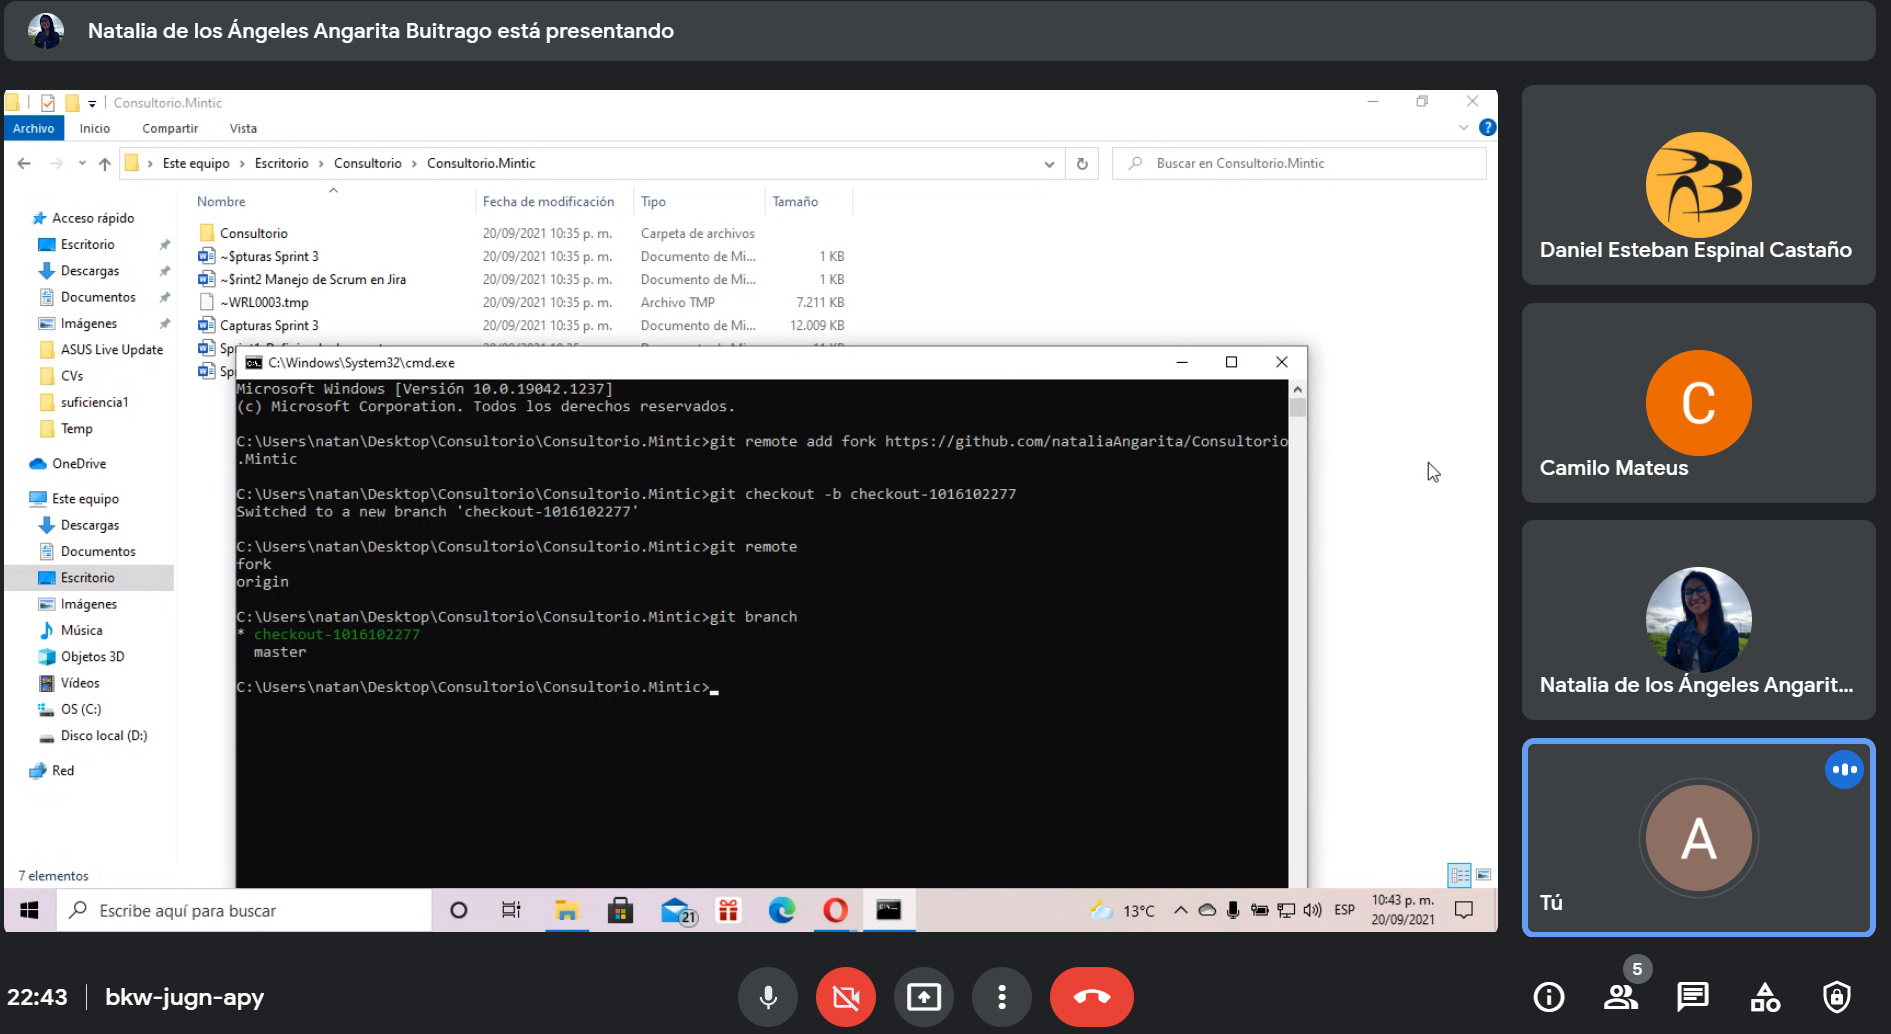 Natalia de los Ángeles Angarita Buitrago está presentando
Consultorio.Mintic
Archivo
Inicio
Compartir
Vista
Este equipo
Escritorio
Consultorio
Consultorio.Mintic
Buscar en Consultorio.Mintic
Nombre
Fecha de modificación
Tipo
Tamaño
Consultorio
20/09/2021 10:35 p. m.
Carpeta de archivos
~$pturas Sprint 3
20/09/2021 10:35 p. m.
Documento de Mi...
1 KB
~$rint2 Manejo de Scrum en Jira
20/09/2021 10:35 p. m.
Documento de Mi...
1 KB
~WRL0003.tmp
20/09/2021 10:35 p. m.
Archivo TMP
7.211 KB
Capturas Sprint 3
20/09/2021 10:35 p. m.
Documento de Mi...
12.009 KB
Acceso rápido
Escritorio
Descargas
Documentos
Imágenes
ASUS Live Update
CVs
suficiencia1
Temp
OneDrive
Este equipo
Descargas
Documentos
Escritorio
Imágenes
Música
Objetos 3D
Vídeos
OS (C:)
Disco local (D:)
Red
7 elementos
C:\Windows\System32\cmd.exe
Microsoft Windows [Versión 10.0.19042.1237]
(c) Microsoft Corporation. Todos los derechos reservados.
C:\Users\natan\Desktop\Consultorio\Consultorio.Mintic>git remote add fork https://github.com/nataliaAngarita/Consultorio
.Mintic
C:\Users\natan\Desktop\Consultorio\Consultorio.Mintic>git checkout -b checkout-1016102277
Switched to a new branch 'checkout-1016102277'
C:\Users\natan\Desktop\Consultorio\Consultorio.Mintic>git remote
fork
origin
C:\Users\natan\Desktop\Consultorio\Consultorio.Mintic>git branch
* checkout-1016102277
master
C:\Users\natan\Desktop\Consultorio\Consultorio.Mintic>
Escribe aquí para buscar
21
13°C
ESP
10:43 p. m.
20/09/2021
Daniel Esteban Espinal Castaño
C
Camilo Mateus
Natalia de los Ángeles Angarit...
A
Tú
22:43
bkw-jugn-apy
5